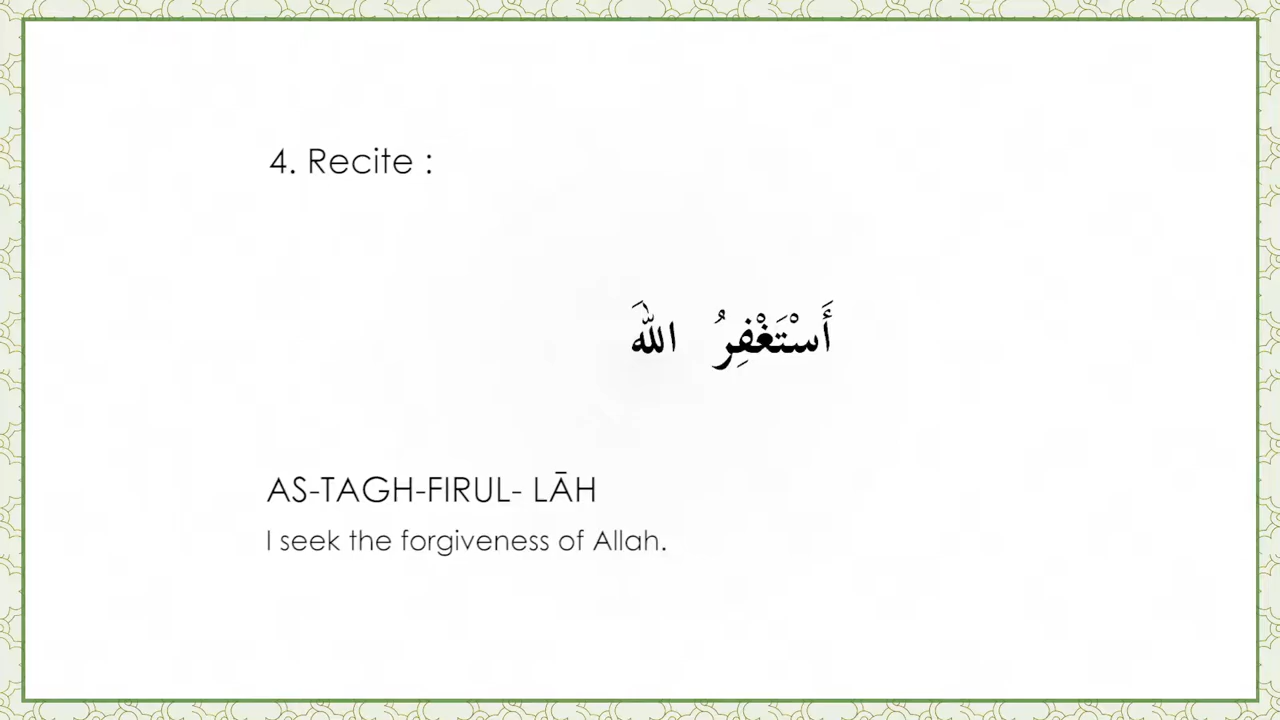 4. Recite :
أَسْتَغْفِرُ اللّٰهَ
AS-TAGH-FIRUL- LĀH
I seek the forgiveness of Allah.